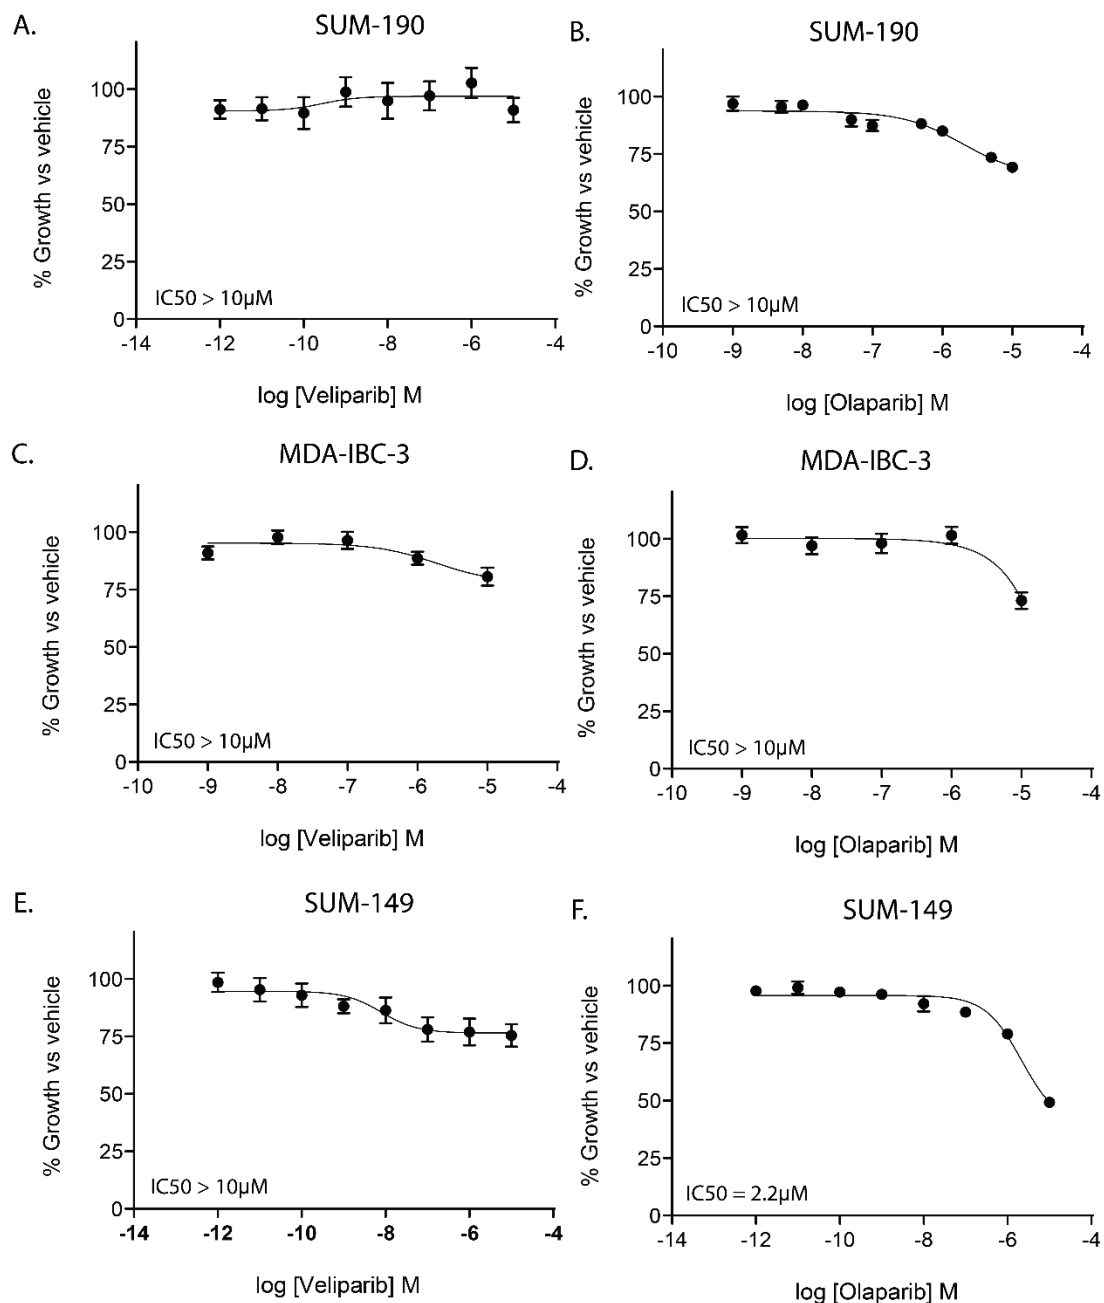 A.
SUM-190
% Growth vs vehicle
100
75
50
25
0
IC50 > 10µM
-14 -12 -10 -8 -6 -4
log [Veliparib] M
B.
SUM-190
% Growth vs vehicle
100
75
50
25
0
IC50 > 10µM
-10 -9 -8 -7 -6 -5 -4
log [Olaparib] M
C.
MDA-IBC-3
% Growth vs vehicle
100
75
50
25
0
IC50 > 10µM
-10 -9 -8 -7 -6 -5 -4
log [Veliparib] M
D.
MDA-IBC-3
% Growth vs vehicle
100
75
50
25
0
IC50 > 10µM
-10 -9 -8 -7 -6 -5 -4
log [Olaparib] M
E.
SUM-149
% Growth vs vehicle
100
75
50
25
0
IC50 > 10µM
-14 -12 -10 -8 -6 -4
log [Veliparib] M
F.
SUM-149
% Growth vs vehicle
100
75
50
25
0
IC50 = 2.2µM
-14 -12 -10 -8 -6 -4
log [Olaparib] M